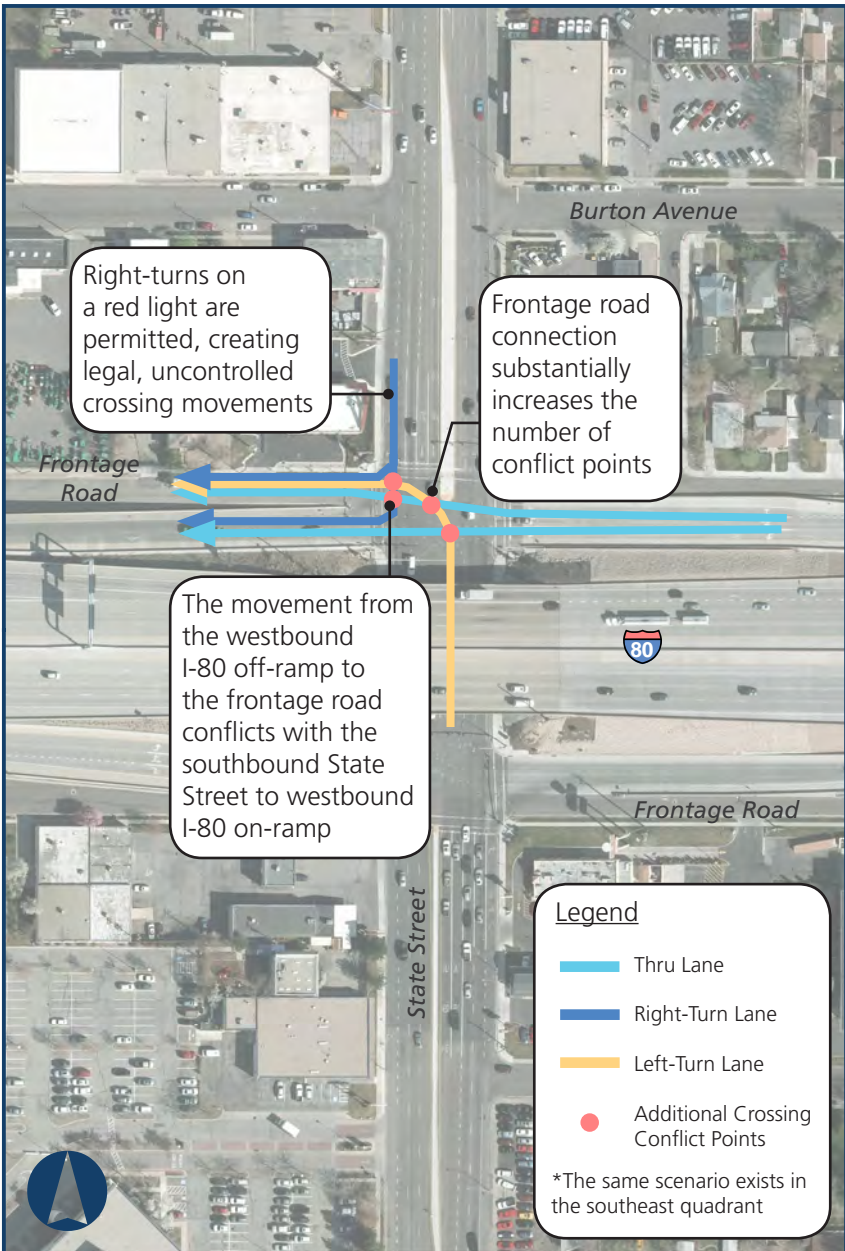 Burton Avenue
Right-turns on
a red light are
permitted, creating
legal, uncontrolled
crossing movements
Frontage road
connection
substantially
increases the
number of
conflict points
Frontage
Road
The movement from
the westbound
I-80 off-ramp to
the frontage road
conflicts with the
southbound State
Street to westbound
I-80 on-ramp
80
Frontage Road
State Street
Legend
Thru Lane
Right-Turn Lane
Left-Turn Lane
Additional Crossing
Conflict Points
*The same scenario exists in
the southeast quadrant